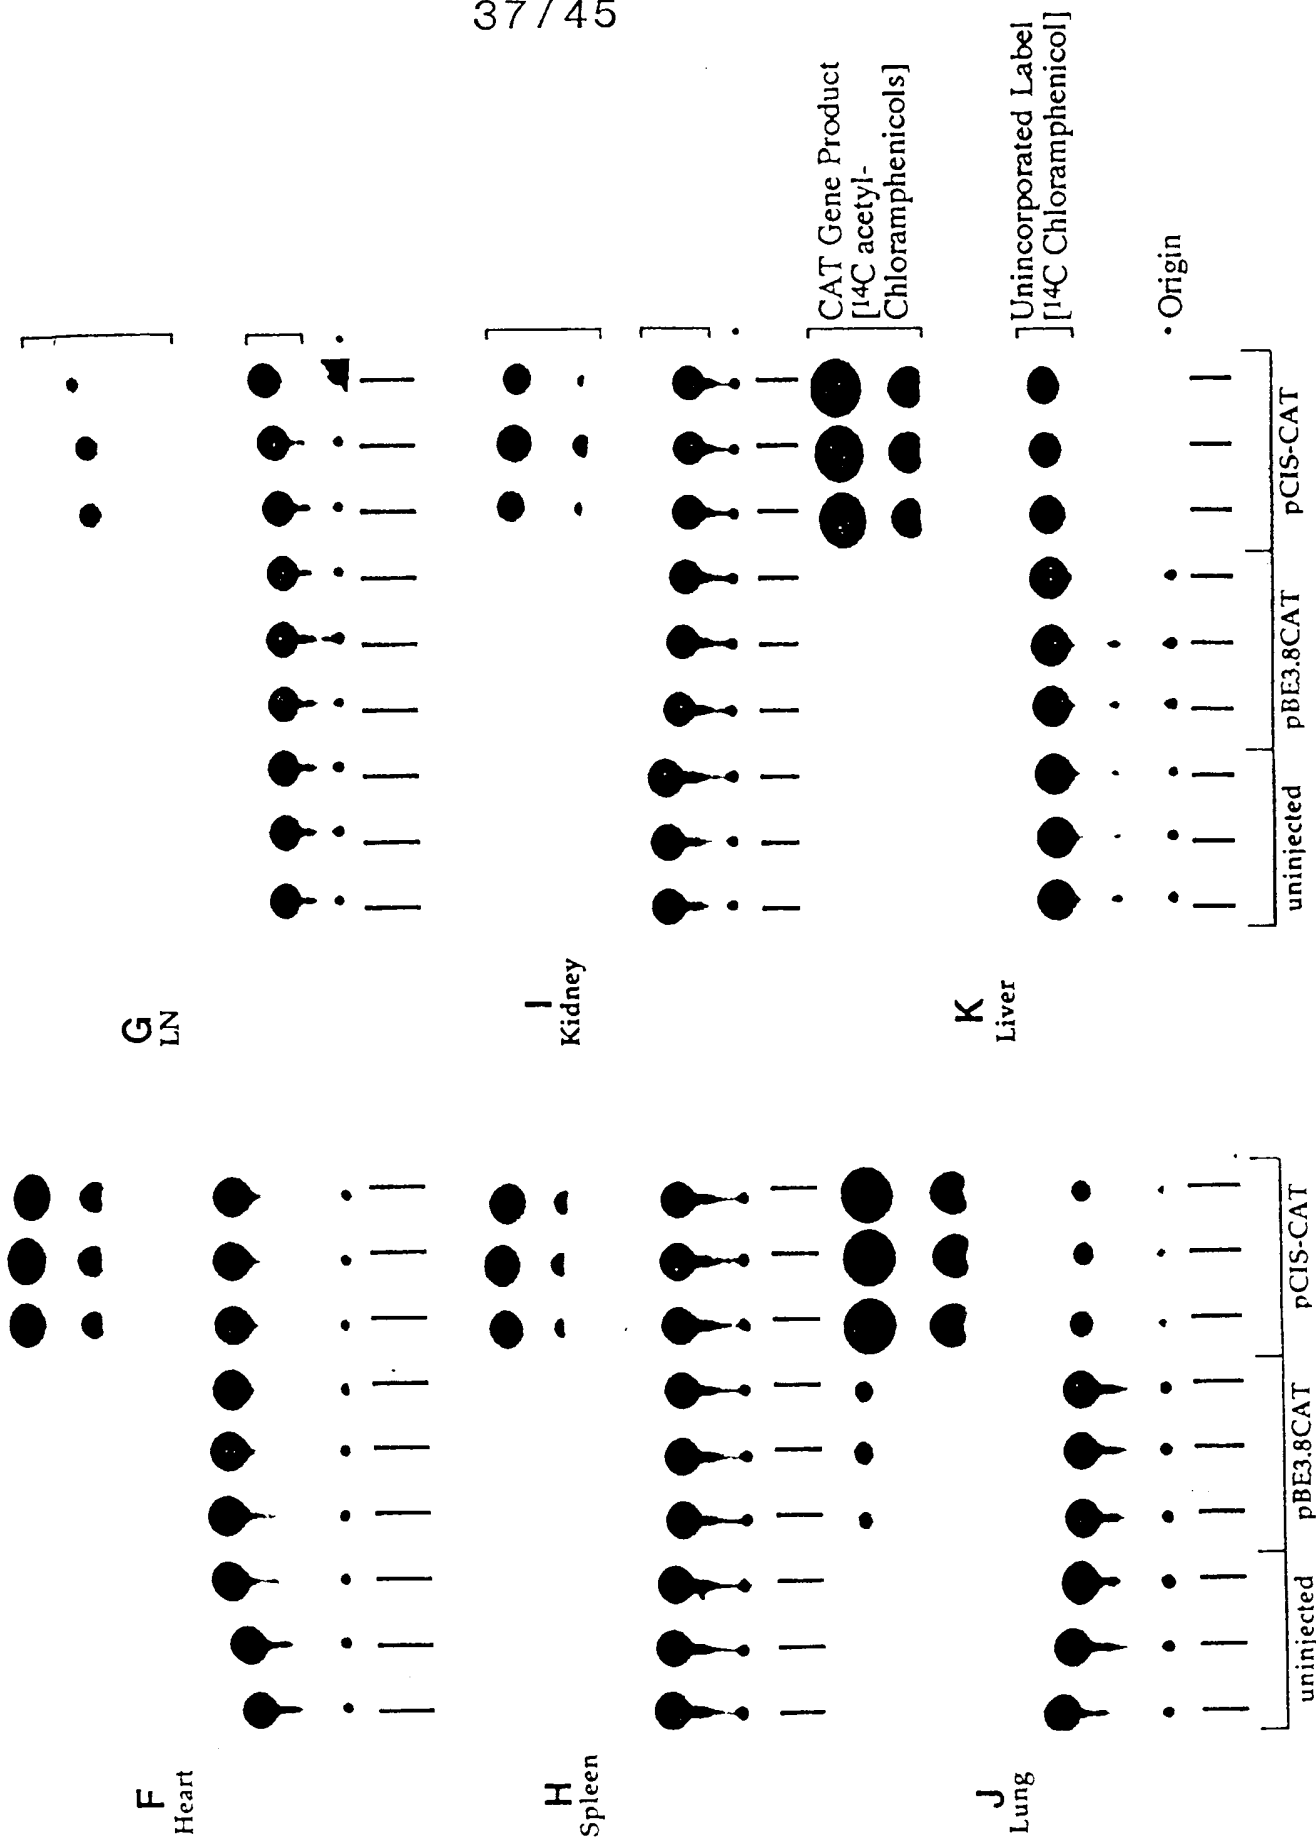 37/45
G
LN
I
Kidney
K
Liver
CAT Gene Product
[14C acetyl-
Chloramphenicols]
Unincorporated Label
[14C Chloramphenicol]
• Origin
uninjected
pBE3.8CAT
pCIS-CAT
F
Heart
H
Spleen
J
Lung
uninjected
pBE3.8CAT
pCIS-CAT